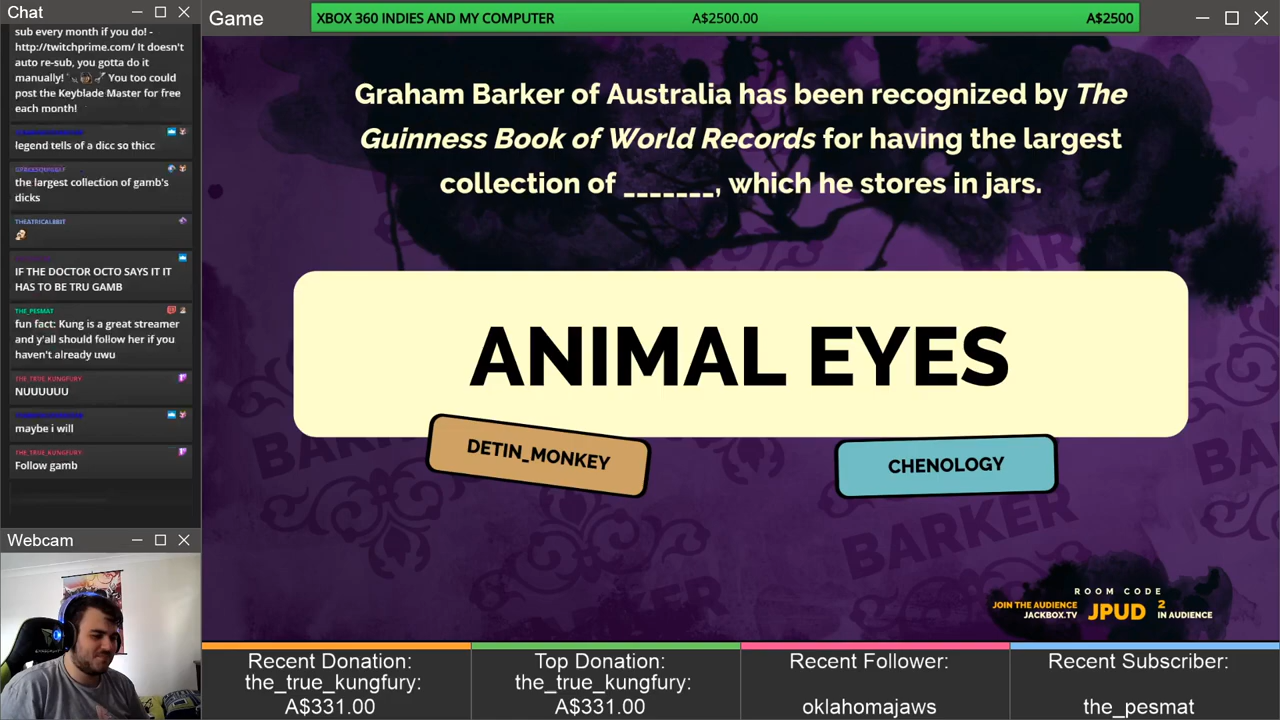 Chat
sub every month if you do! -
http://twitchprime.com/ It doesn't
auto re-sub, you gotta do it
manually! You too could
post the Keyblade Master for free
each month!
legend tells of a dicc so thicc
the largest collection of gamb's
dicks
THEATRICAL8BIT
IF THE DOCTOR OCTO SAYS IT IT
HAS TO BE TRU GAMB
THE_PESMAT
fun fact: Kung is a great streamer
and y'all should follow her if you
haven't already uwu
THE_TRUE_KUNGFURY
NUUUUUU
maybe i will
THE_TRUE_KUNGFURY
Follow gamb
Webcam
Game
XBOX 360 INDIES AND MY COMPUTER
A$2500.00
A$2500
Graham Barker of Australia has been recognized by The
Guinness Book of World Records for having the largest
collection of _______, which he stores in jars.
ANIMAL EYES
DETIN_MONKEY
CHENOLOGY
BARKER
BARKER
BARKER
BARKER
ROOM CODE
JOIN THE AUDIENCE
JACKBOX.TV
JPUD
2
IN AUDIENCE
Recent Donation:
the_true_kungfury:
A$331.00
Top Donation:
the_true_kungfury:
A$331.00
Recent Follower:
oklahomajaws
Recent Subscriber:
the_pesmat